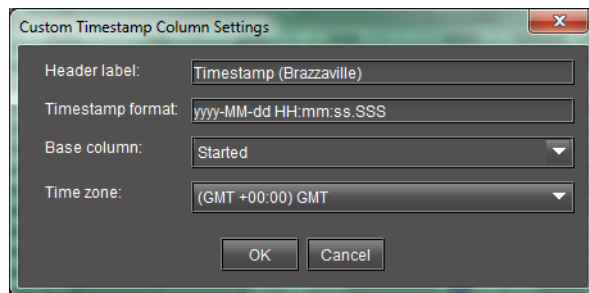 Custom Timestamp Column Settings
Header label: Timestamp (Brazzaville)
Timestamp format: yyyy-MM-dd HH:mm:ss.SSS
Base column: Started
Time zone: (GMT +00:00) GMT
OK Cancel